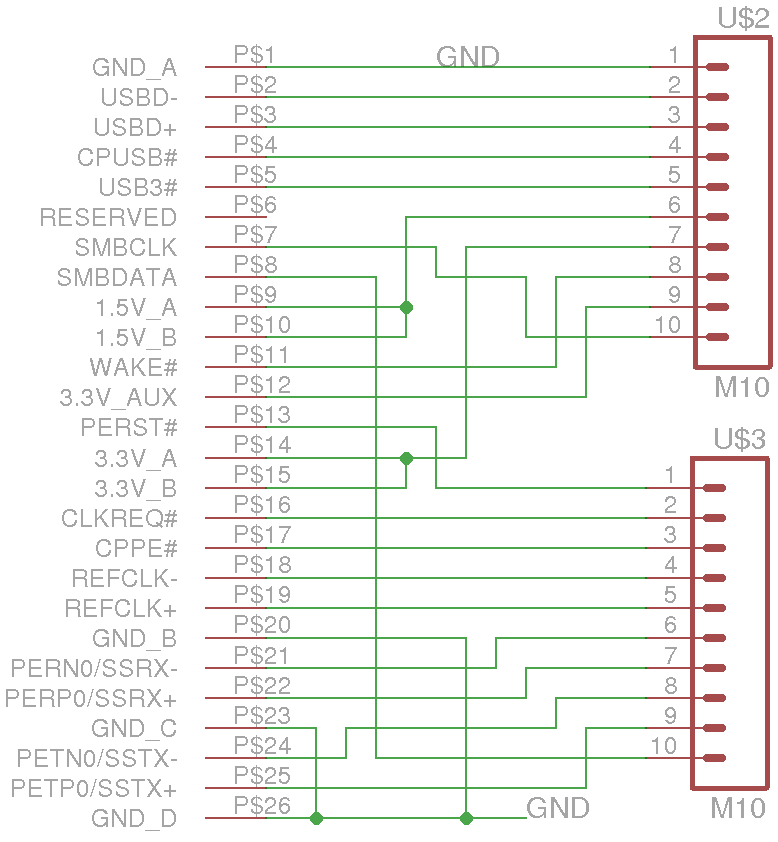 U$2
GND_A P$1 GND 1
USBD- P$2 2
USBD+ P$3 3
CPUSB# P$4 4
USB3# P$5 5
RESERVED P$6 6
SMBCLK P$7 7
SMBDATA P$8 8
1.5V_A P$9 9
1.5V_B P$10 10
WAKE# P$11
3.3V_AUX P$12 M10
PERST# P$13
U$3
3.3V_A P$14
3.3V_B P$15 1
CLKREQ# P$16 2
CPPE# P$17 3
REFCLK- P$18 4
REFCLK+ P$19 5
GND_B P$20 6
PERN0/SSRX- P$21 7
PERP0/SSRX+ P$22 8
GND_C P$23 9
PETN0/SSTX- P$24 10
PETP0/SSTX+ P$25
GND_D P$26 GND M10